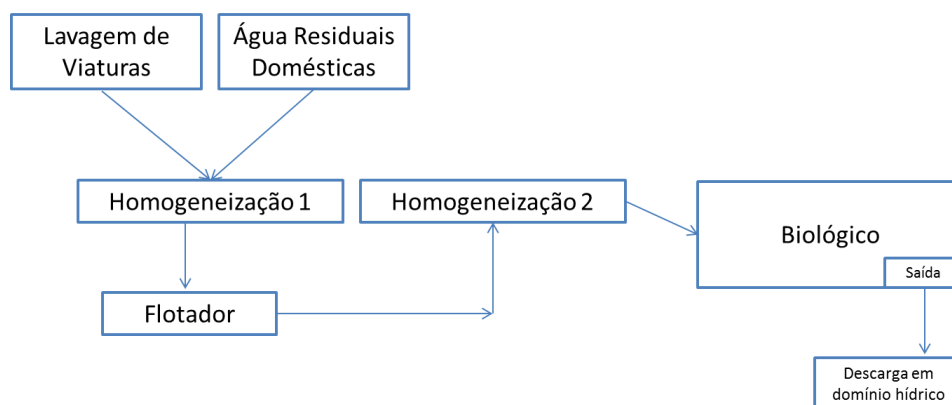 Lavagem de
Viaturas
Água Residuais
Domésticas
Homogeneização 1
Homogeneização 2
Biológico
Saída
Flotador
Descarga em
domínio hídrico